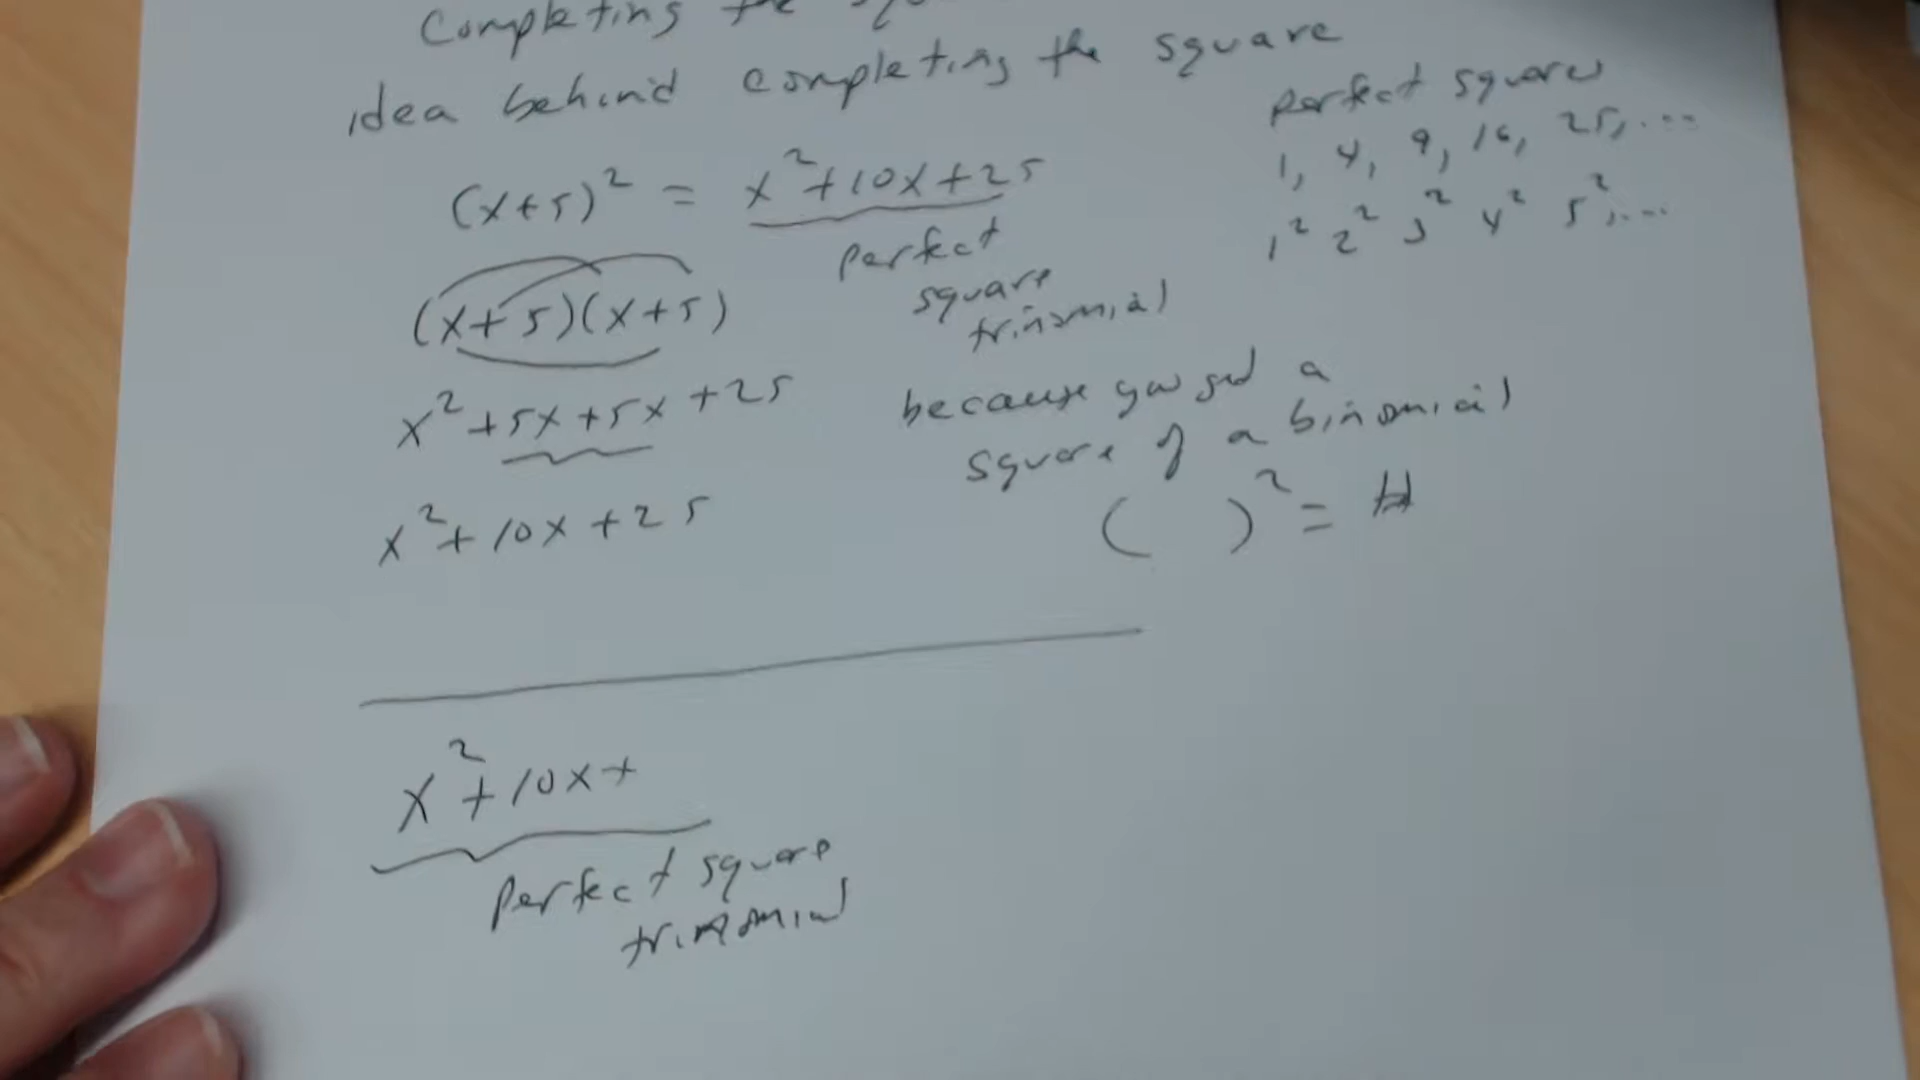 Completing the
idea behind completing the square
perfect squares
1, 4, 9, 16, 25, ...
1² 2² 3² 4² 5², ...
(x+5)² = x²+10x+25
perfect
square
trinomial
(x+5)(x+5)
x²+5x+5x+25
x²+10x+25
because you get a
square of a binomial
( )² =
x²+10x+
perfect square
trinomial